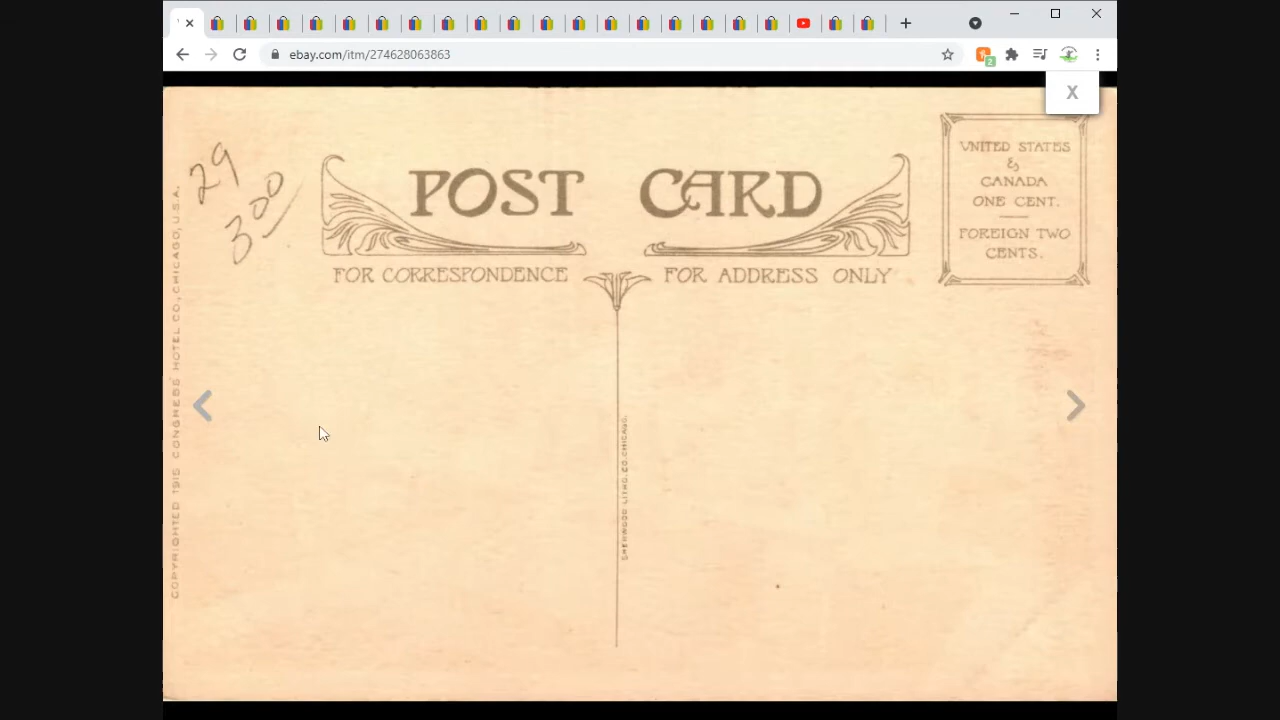 ebay.com/itm/274628063863
2
X
29
300
POST CARD
FOR CORRESPONDENCE
FOR ADDRESS ONLY
UNITED STATES
&
CANADA
ONE CENT.
FOREIGN TWO
CENTS.
COPYRIGHTED 1915 CONGRESS HOTEL CO., CHICAGO, U.S.A.
SHERWOOD LITHO. CO. CHICAGO.